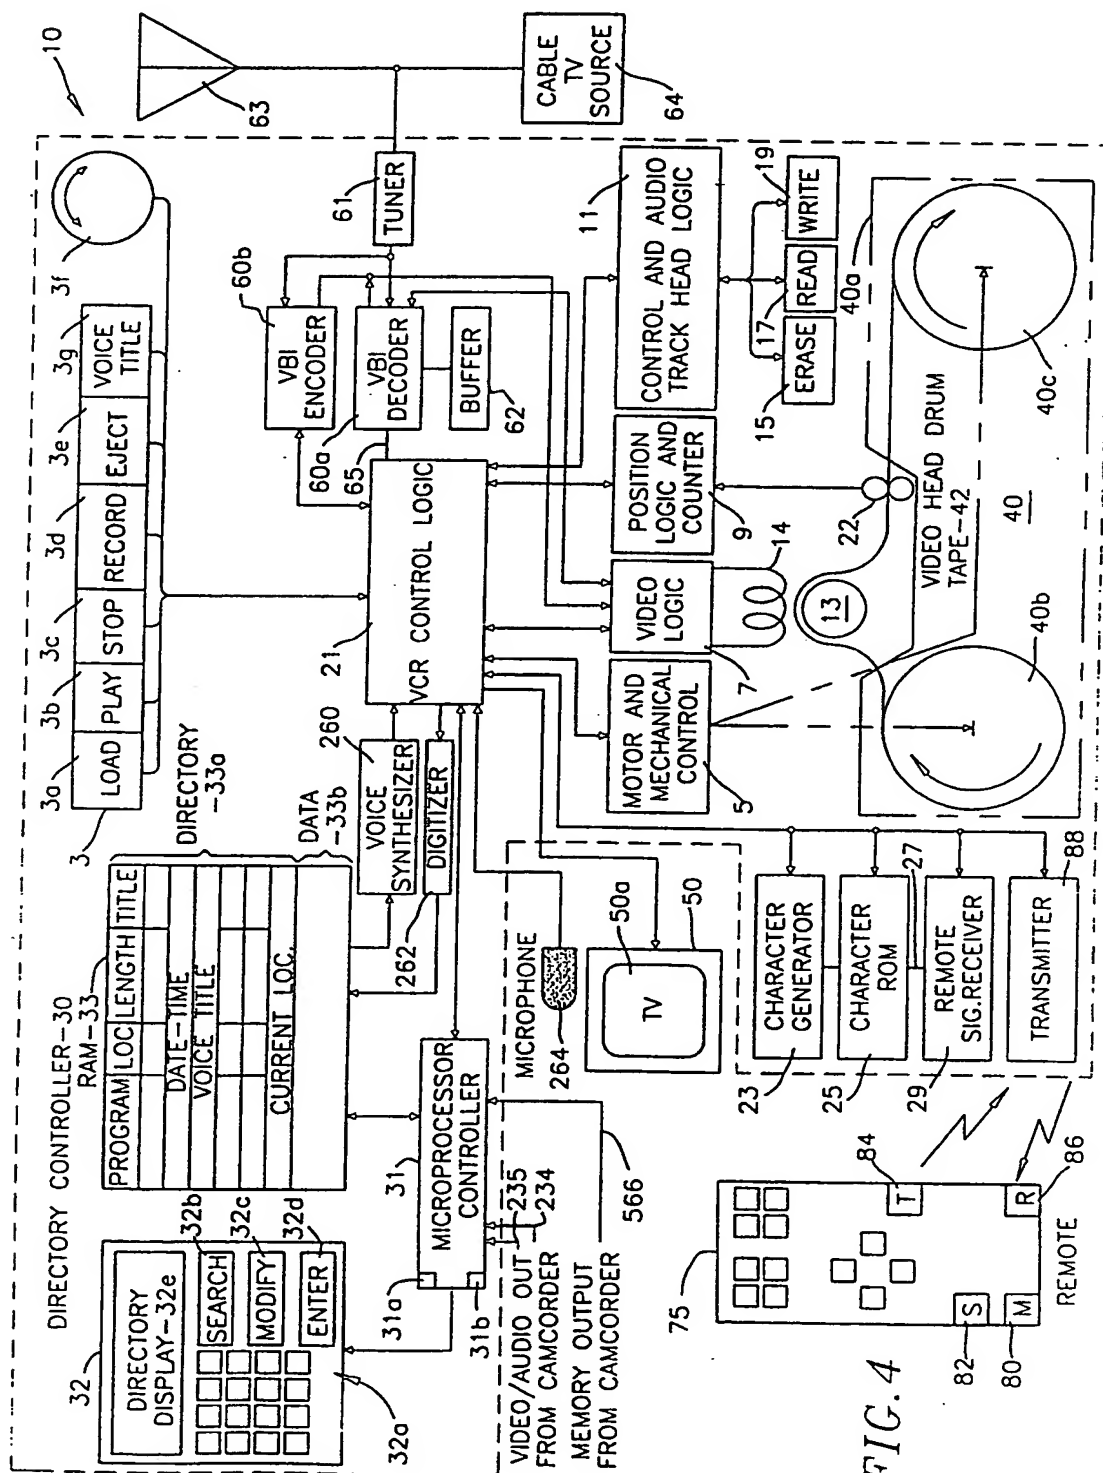 10
63
CABLE
TV
SOURCE
64
DIRECTORY CONTROLLER-30
RAM-33
PROGRAM
LOC
LENGTH
TITLE
DATE-TIME
VOICE TITLE
CURRENT LOC.
DIRECTORY
-33a
DATA
-33b
3
3a
3b
3c
3d
3e
3g
3f
LOAD
PLAY
STOP
RECORD
EJECT
VOICE
TITLE
32
DIRECTORY
DISPLAY-32e
32b
SEARCH
32c
MODIFY
32d
ENTER
32a
260
VOICE
SYNTHESIZER
DIGITIZER
262
21
VCR CONTROL LOGIC
60b
VBI
ENCODER
60a
VBI
DECODER
65
BUFFER
62
61
TUNER
31
MICROPROCESSOR
CONTROLLER
31a
31b
235
234
VIDEO/AUDIO OUT
FROM CAMCORDER
MEMORY OUTPUT
FROM CAMCORDER
566
MICROPHONE
264
TV
50a
50
MOTOR AND
MECHANICAL
CONTROL
5
VIDEO
LOGIC
7
14
POSITION
LOGIC AND
COUNTER
9
11
CONTROL AND AUDIO
TRACK HEAD LOGIC
15
ERASE
17
READ
19
WRITE
40a
13
22
VIDEO HEAD DRUM
TAPE-42
40
40b
40c
23
CHARACTER
GENERATOR
25
CHARACTER
ROM
27
29
REMOTE
SIG.RECEIVER
TRANSMITTER
88
75
84
T
R
86
82
S
M
80
REMOTE
FIG. 4